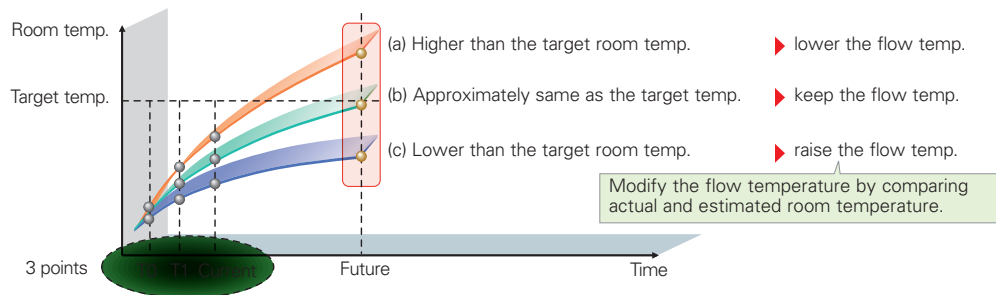 Room temp.
(a) Higher than the target room temp.
lower the flow temp.
Target temp.
(b) Approximately same as the target temp.
keep the flow temp.
(c) Lower than the target room temp.
raise the flow temp.
Modify the flow temperature by comparing
actual and estimated room temperature.
3 points
T1 Current
Future
Time